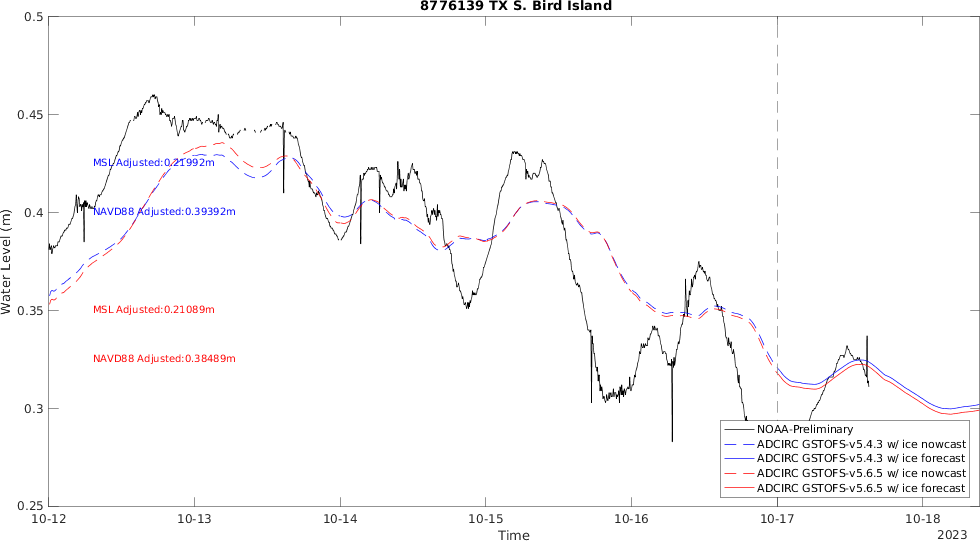 8776139 TX S. Bird Island
0.5
0.45
0.4
0.35
0.3
0.25
Water Level (m)
MSL Adjusted:0.21992m
NAVD88 Adjusted:0.39392m
MSL Adjusted:0.21089m
NAVD88 Adjusted:0.38489m
NOAA-Preliminary
ADCIRC GSTOFS-v5.4.3 w/ ice nowcast
ADCIRC GSTOFS-v5.4.3 w/ ice forecast
ADCIRC GSTOFS-v5.6.5 w/ ice nowcast
ADCIRC GSTOFS-v5.6.5 w/ ice forecast
10-12 10-13 10-14 10-15 10-16 10-17 10-18
Time
2023